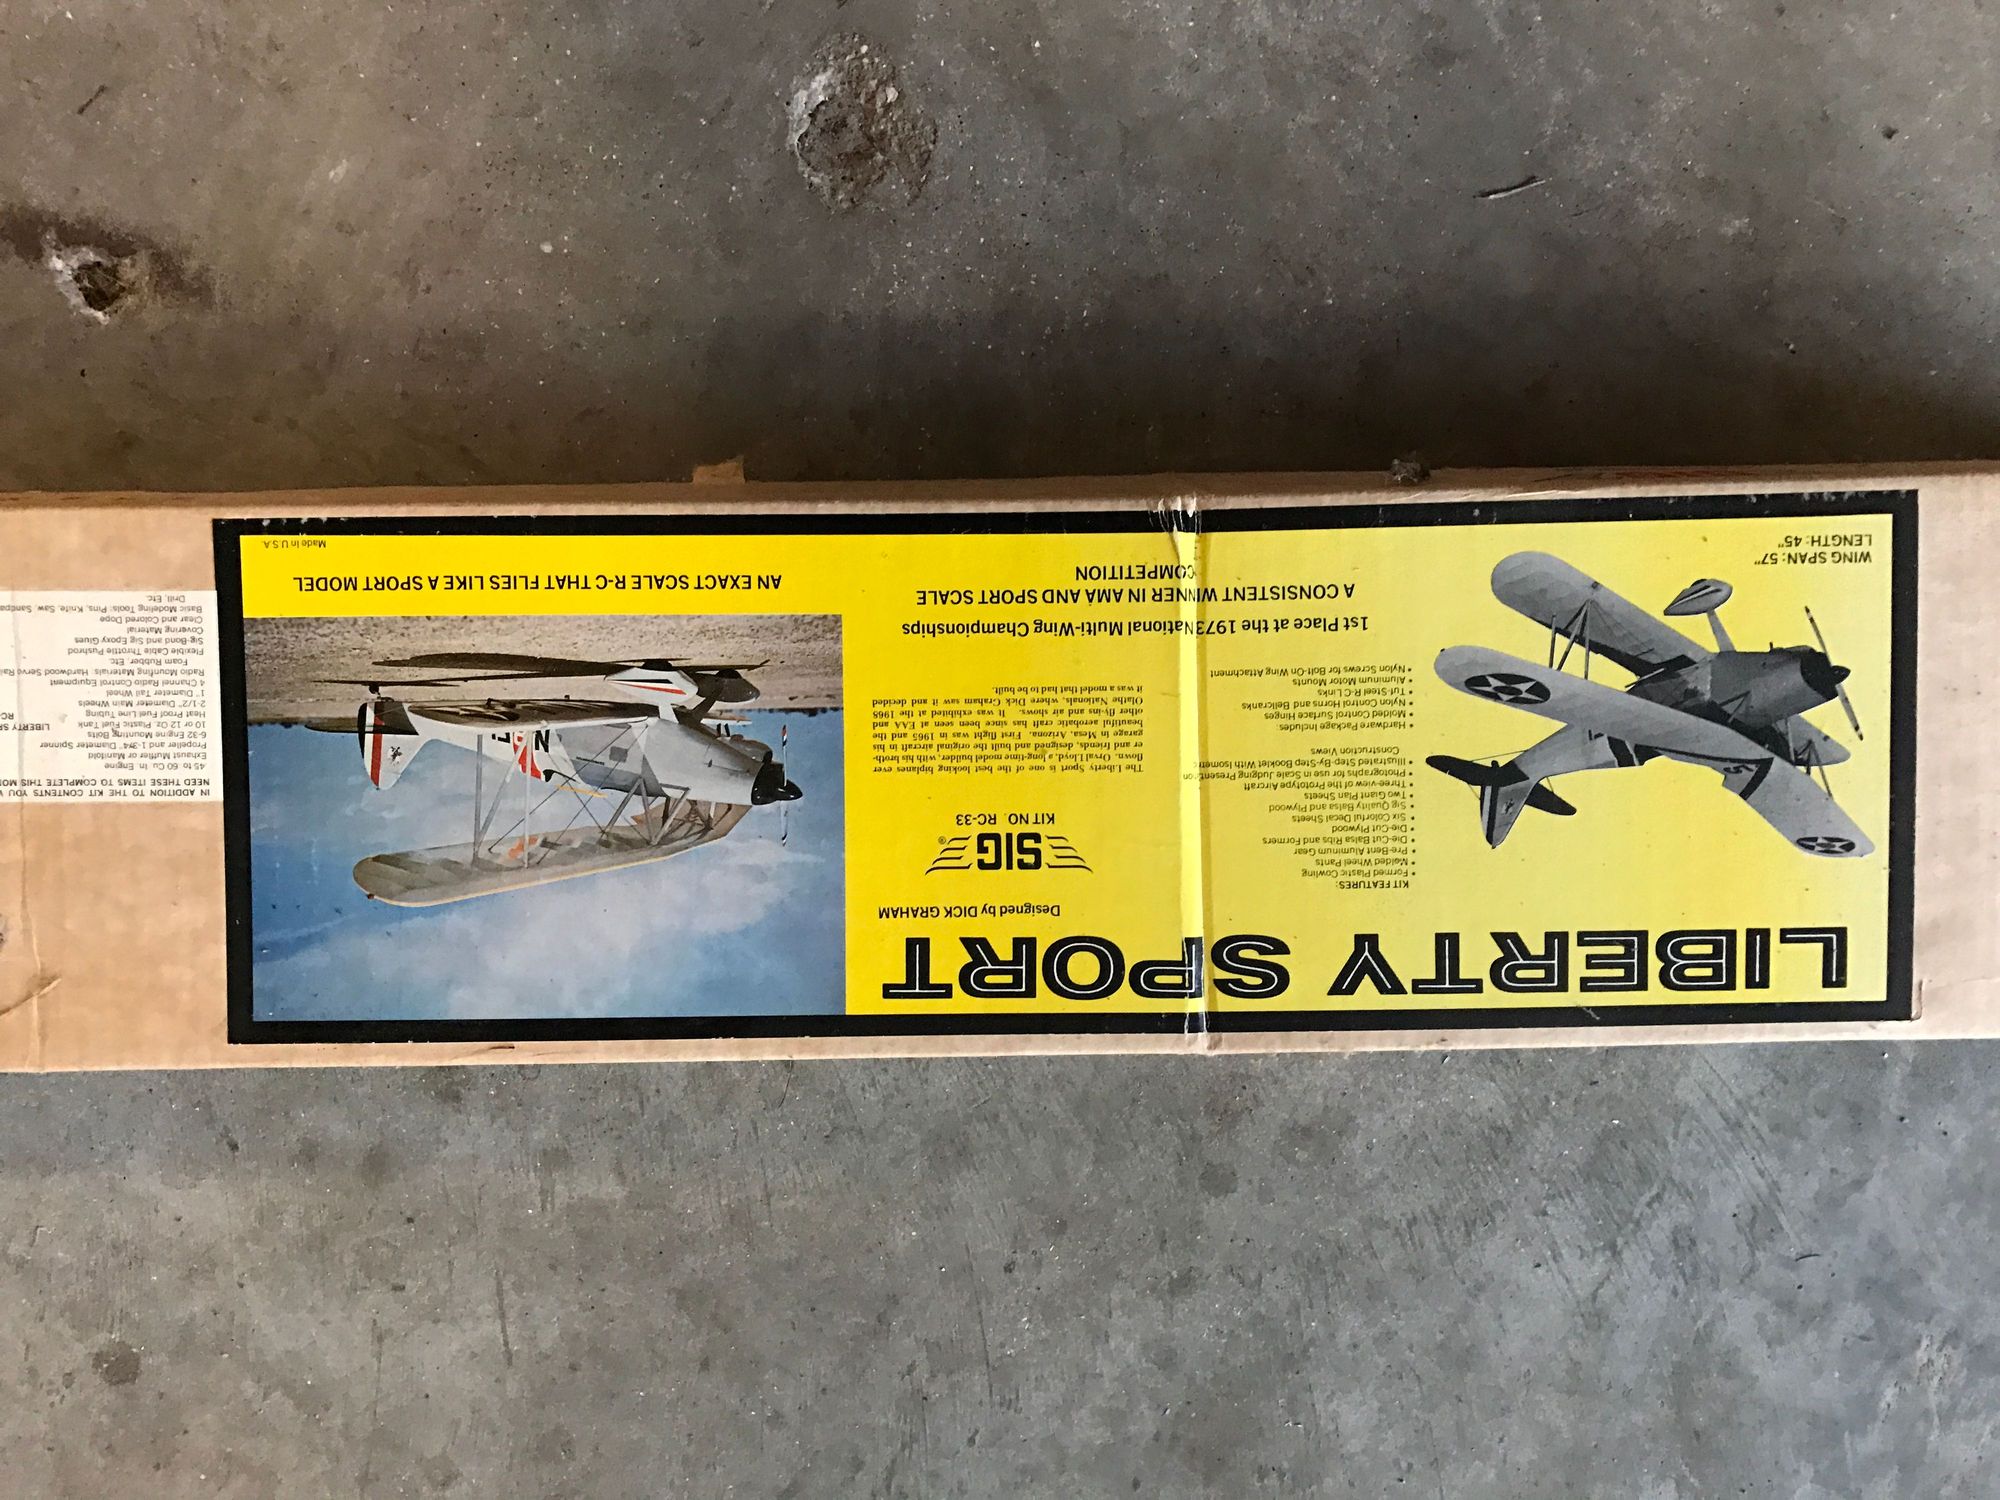 LIBERTY SPORT
Designed by DICK GRAHAM
SIG®
KIT NO. RC-33
KIT FEATURES:
• Formed Plastic Cowling
• Molded Wheel Pants
• Pre-Bent Aluminum Gear
• Die-Cut Balsa Ribs and Formers
• Die-Cut Plywood
• Six Colorful Decal Sheets
• Sig Quality Balsa and Plywood
• Two Giant Plan Sheets
• Three-view of the Prototype Aircraft
• Photographs for use in Scale Judging Presentation
• Illustrated Step-By-Step Booklet With Isometric
Construction Views
• Hardware Package Includes:
Molded Control Surface Hinges
• Nylon Control Horns and Bellcranks
• Tuf-Steel R-C Links
Aluminum Motor Mounts
• Nylon Screws for Bolt-On Wing Attachment
The Liberty Sport is one of the best looking biplanes ever
flown. Orval Lloyd, a long-time model builder, with his broth-
er and friends, designed and built the original aircraft in his
garage in Mesa, Arizona. First flight was in 1965 and the
beautiful aerobatic craft has since been seen at EAA and
other fly-ins and air shows. It was exhibited at the 1968
Olathe Nationals, where Dick Graham saw it and decided
it was a model that had to be built.
1st Place at the 1973 National Multi-Wing Championships
A CONSISTENT WINNER IN AMA AND SPORT SCALE
COMPETITION
WING SPAN: 57"
LENGTH: 45"
AN EXACT SCALE R-C THAT FLIES LIKE A SPORT MODEL
Made in U.S.A.
IN ADDITION TO THE KIT CONTENTS YOU
NEED THESE ITEMS TO COMPLETE THIS
45 to 60 Cu. In. Engine
Exhaust Muffler or Manifold
Propeller and 1-3/4" Diameter Spinner
6-32 Engine Mounting Bolts
10 or 12 Oz. Plastic Fuel Tank
Heat Proof Fuel Line Tubing
2-1/2" Diameter Main Wheels
1" Diameter Tail Wheel
4 Channel Radio Control Equipment
Radio Mounting Materials: Hardwood Servo
Foam Rubber, Etc.
Flexible Cable Throttle Pushrod
Sig-Bond and Sig Epoxy Glues
Covering Material
Clear and Colored Dope
Basic Modeling Tools: Pins, Knife, Saw,
Drill, Etc.
LIBERTY